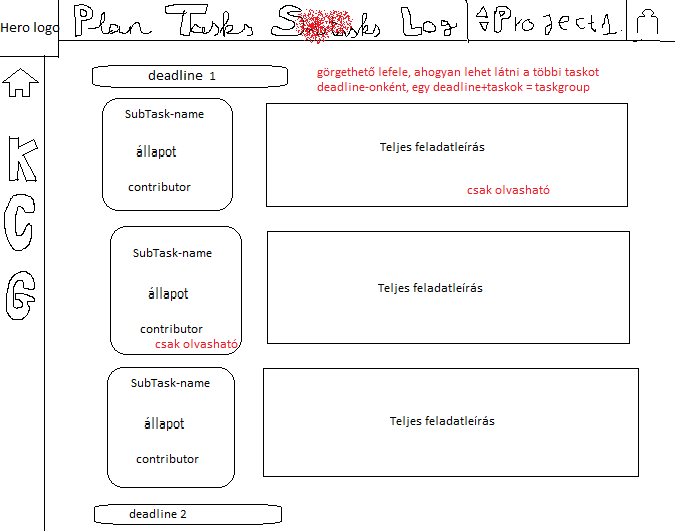 Hero logo
Plan Tasks Log Project1.
K
C
G
deadline 1
görgethető lefele, ahogyan lehet látni a többi taskot
deadline-onként, egy deadline+taskok = taskgroup
SubTask-name
állapot
contributor
Teljes feladatleírás
csak olvasható
SubTask-name
állapot
contributor
csak olvasható
Teljes feladatleírás
SubTask-name
állapot
contributor
Teljes feladatleírás
deadline 2